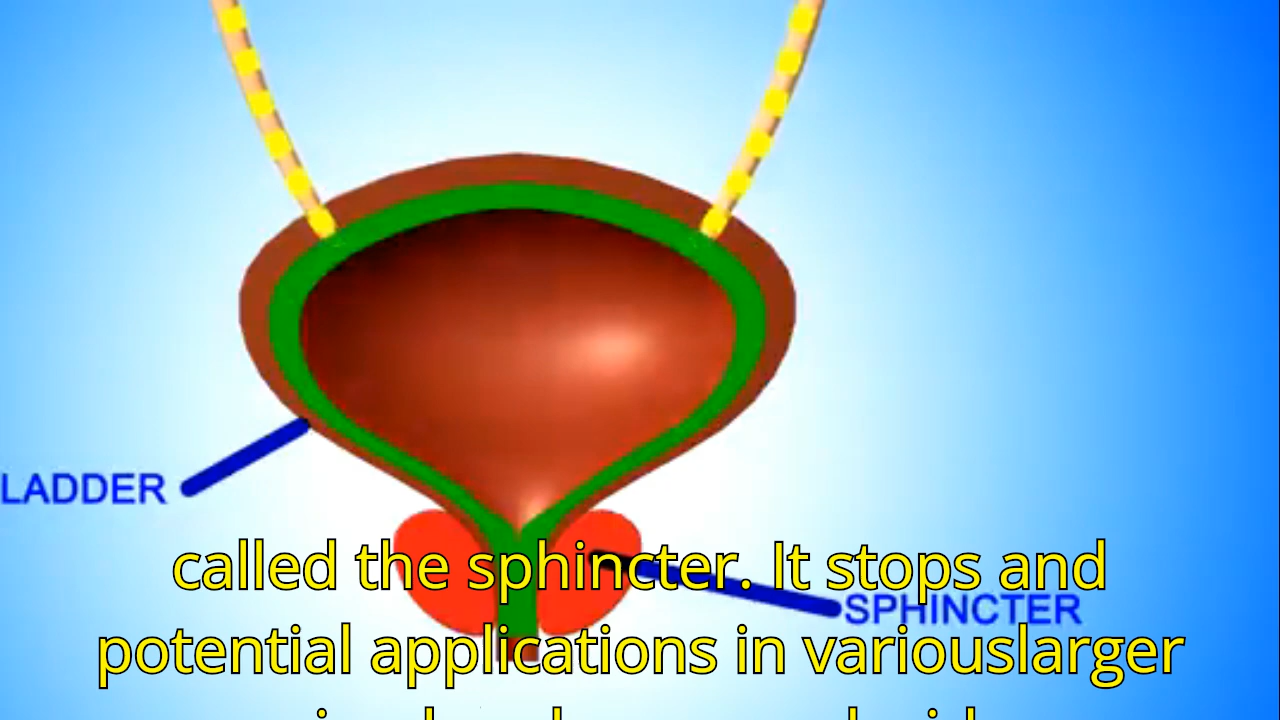 LADDER
called the sphincter. It stops and
SPHINCTER
potential applications in variouslarger